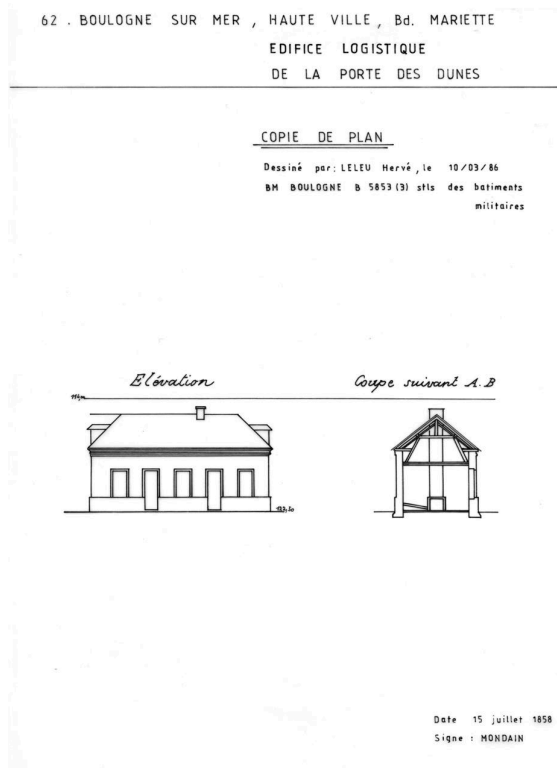 62 . BOULOGNE SUR MER , HAUTE VILLE , Bd. MARIETTE
EDIFICE LOGISTIQUE
DE LA PORTE DES DUNES
COPIE DE PLAN
Dessiné par : LELEU Hervé , le 10/03/86
BM BOULOGNE B 5853 (3) stls des batiments
militaires
Elévation
Coupe suivant A.B
Date 15 juillet 1858
Signe : MONDAIN